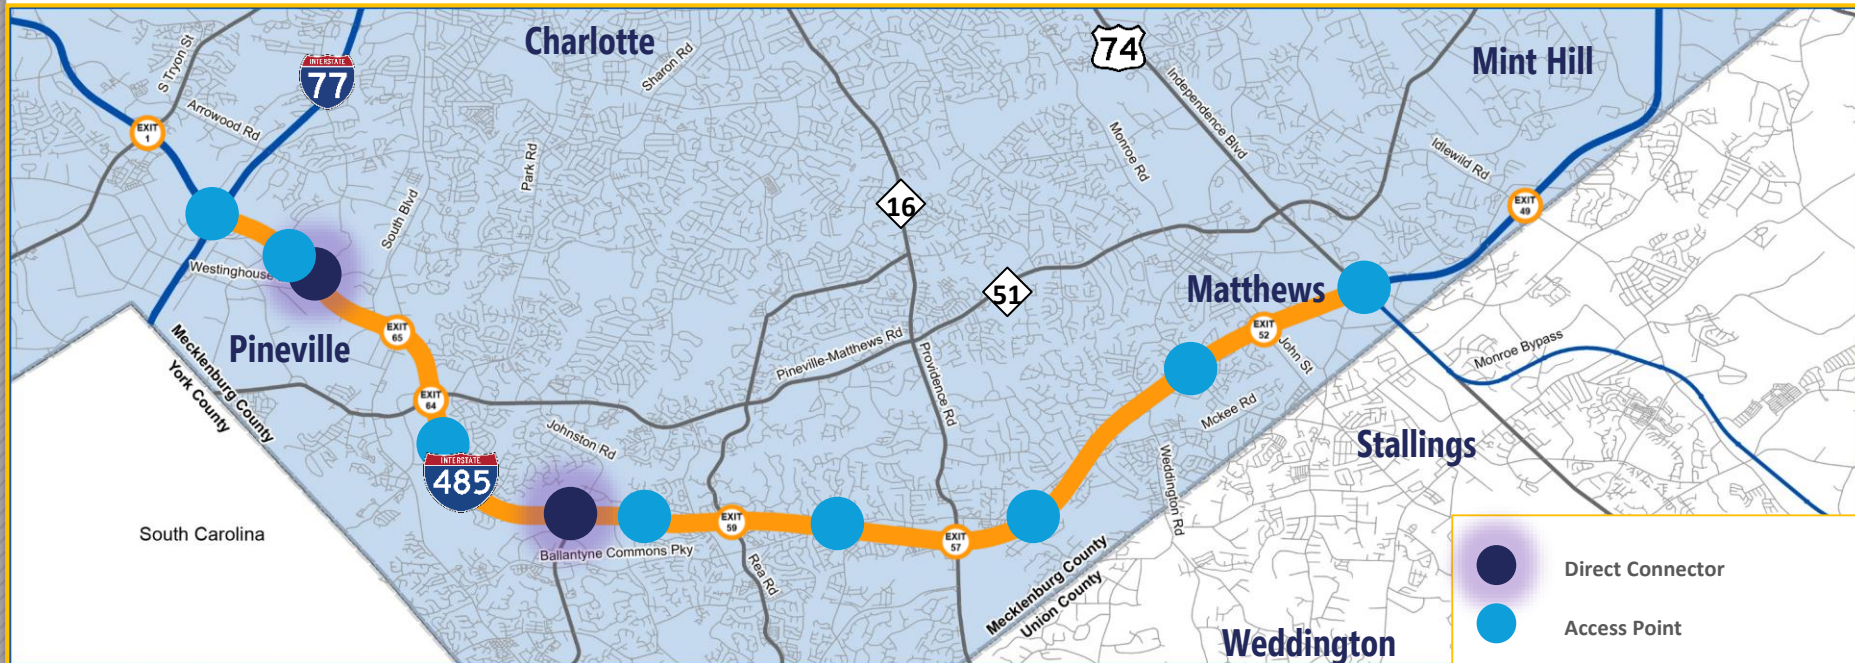 Charlotte
74
Mint Hill
S Tryon St
INTERSTATE
77
Sharon Rd
Independence Blvd
Arrowood Rd
EXIT
1
Park Rd
Monroe Rd
Idlewild Rd
16
EXIT
49
South Blvd
Westinghouse
51
Matthews
EXIT
65
EXIT
52
John St
Pineville
Mecklenburg County
York County
Pineville-Matthews Rd
Providence Rd
Monroe Bypass
EXIT
64
Mckee Rd
Johnston Rd
Stallings
INTERSTATE
485
Weddington Rd
South Carolina
EXIT
59
EXIT
57
Ballantyne Commons Pky
Rea Rd
Mecklenburg County
Union County
Weddington
Direct Connector
Access Point